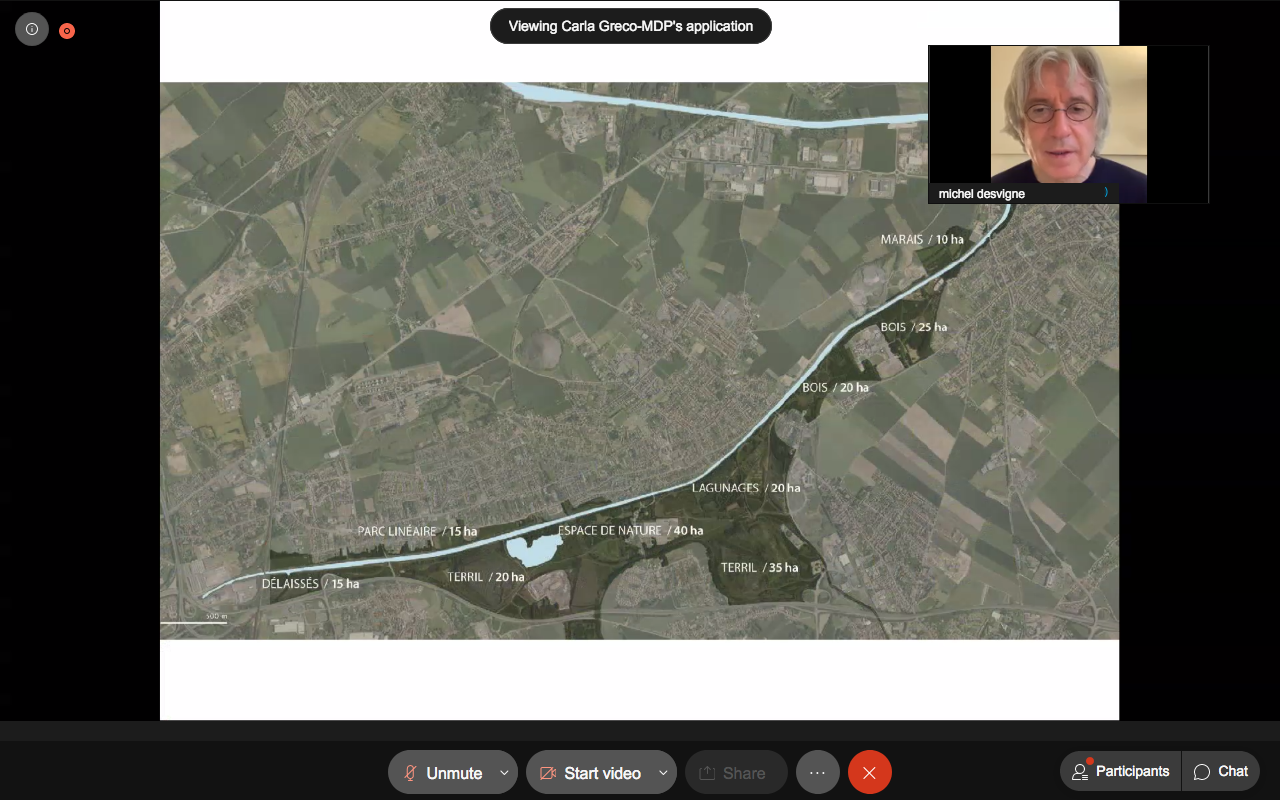 Viewing Carla Greco-MDP's application
michel desvigne
MARAIS / 10 ha
BOIS / 25 ha
BOIS / 20 ha
LAGUNAGES / 20 ha
PARC LINÉAIRE / 15 ha
ESPACE DE NATURE / 40 ha
TERRIL / 35 ha
TERRIL / 20 ha
DÉLAISSÉS / 15 ha
500 m
Unmute
Start video
Share
Participants
Chat